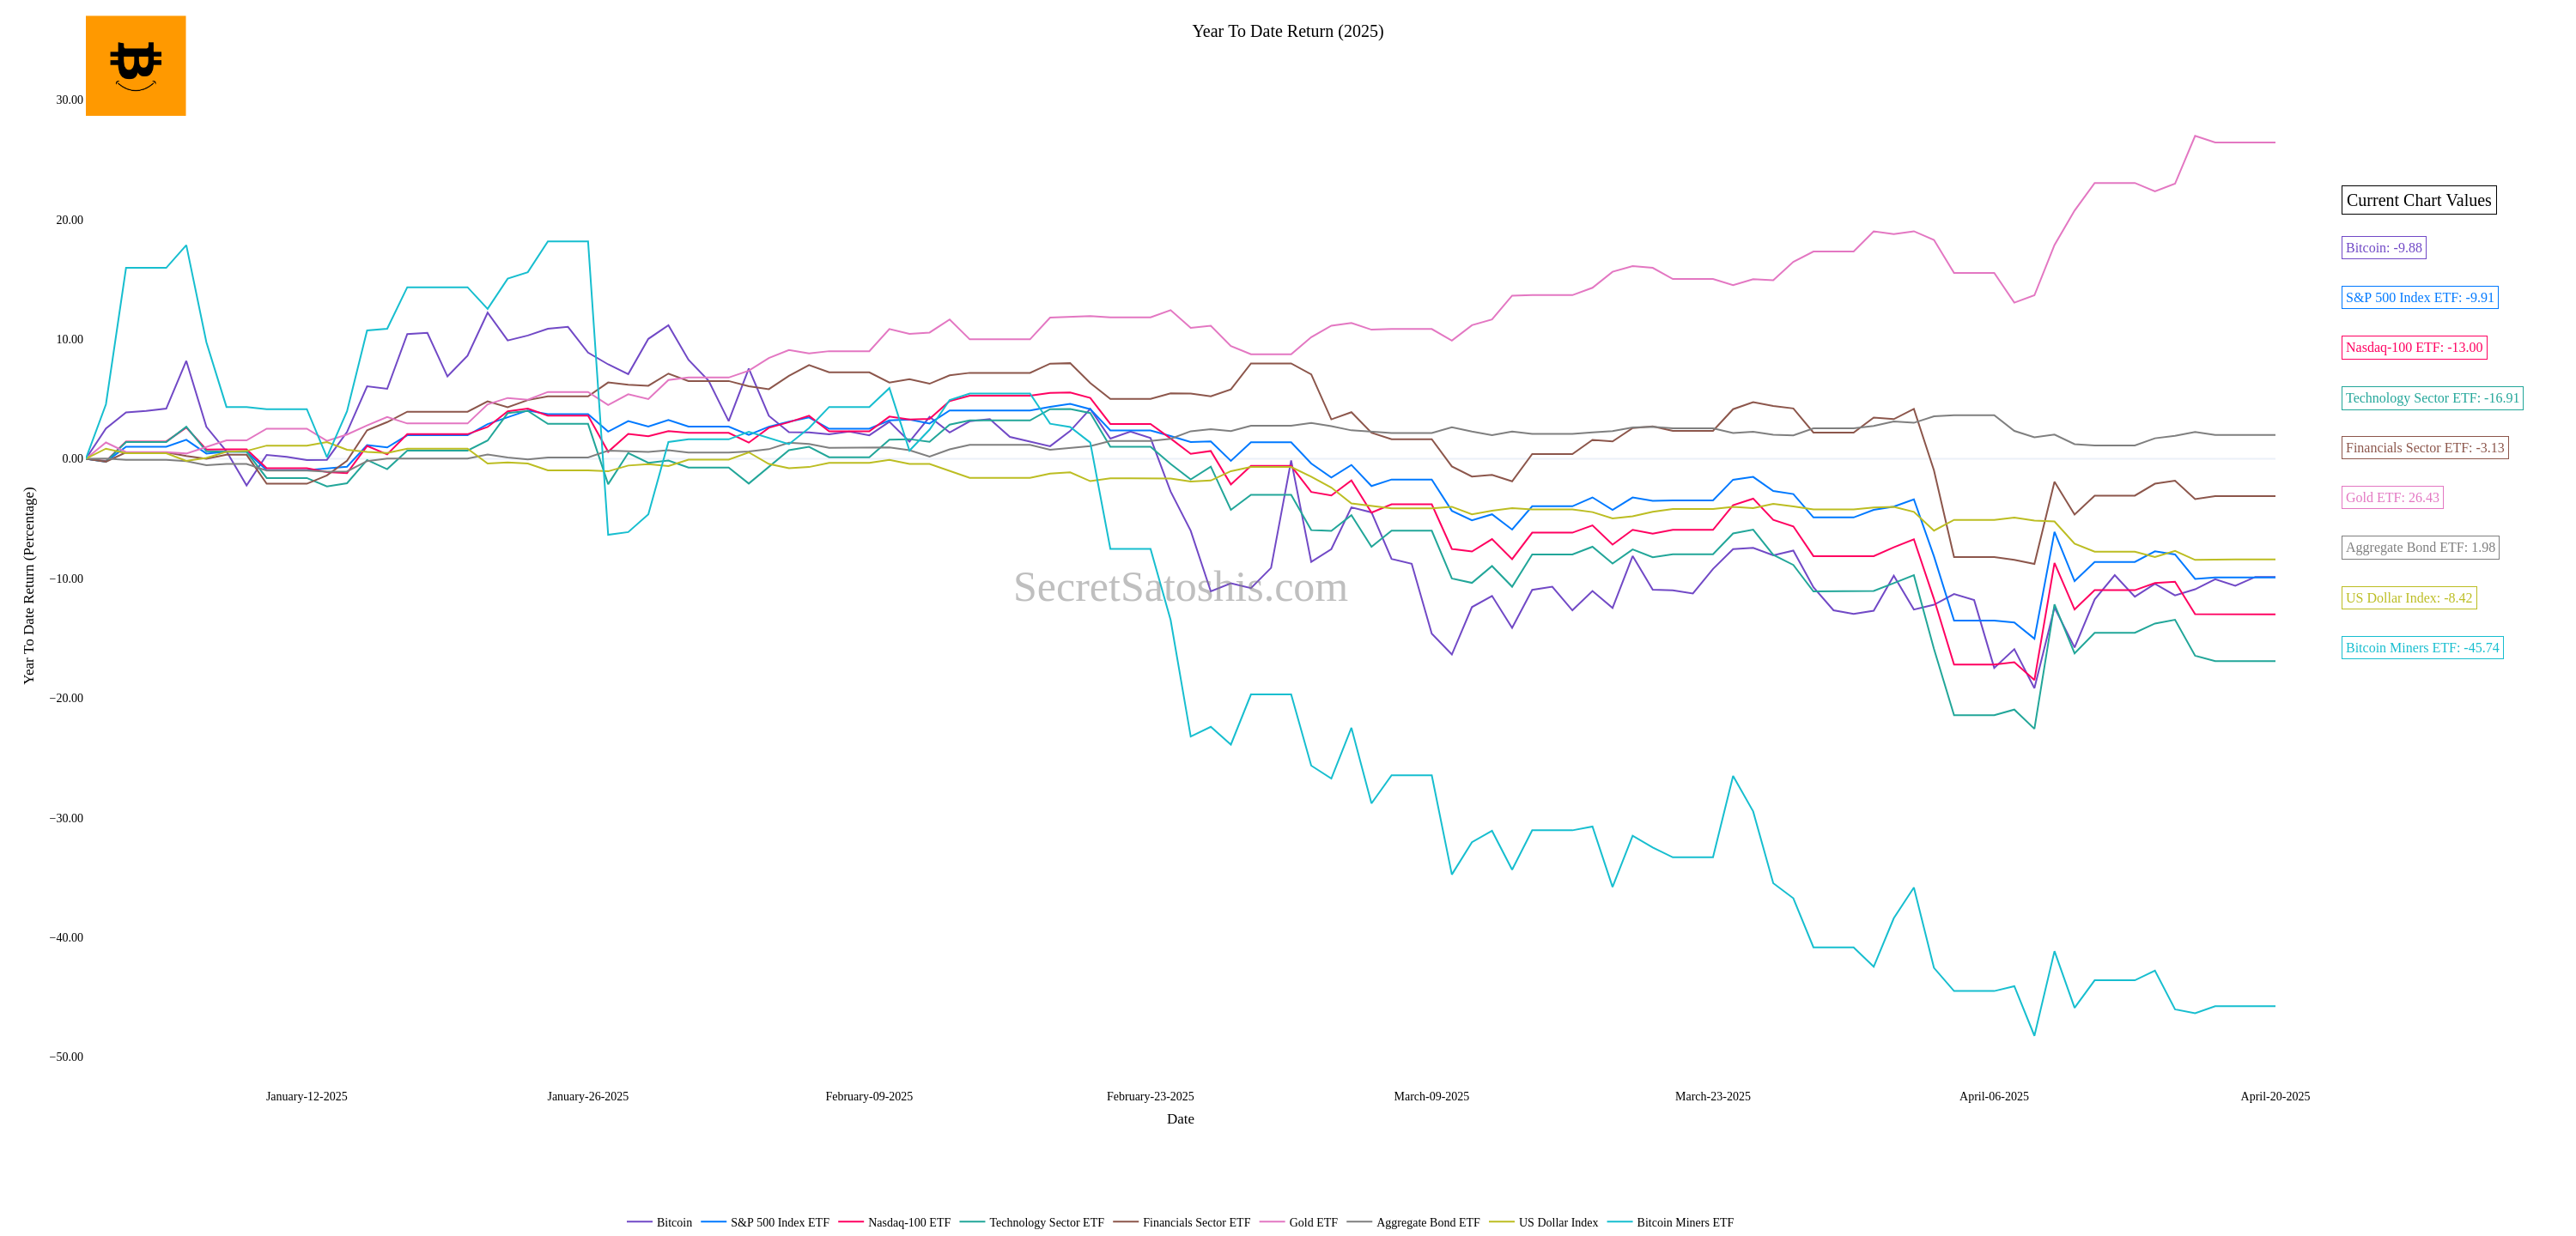 Year To Date Return (2025)
30.00
20.00
10.00
0.00
−10.00
−20.00
−30.00
−40.00
−50.00
Year To Date Return (Percentage)
SecretSatoshis.com
Current Chart Values
Bitcoin: -9.88
S&P 500 Index ETF: -9.91
Nasdaq-100 ETF: -13.00
Technology Sector ETF: -16.91
Financials Sector ETF: -3.13
Gold ETF: 26.43
Aggregate Bond ETF: 1.98
US Dollar Index: -8.42
Bitcoin Miners ETF: -45.74
January-12-2025 January-26-2025 February-09-2025 February-23-2025 March-09-2025 March-23-2025 April-06-2025 April-20-2025
Date
Bitcoin S&P 500 Index ETF Nasdaq-100 ETF Technology Sector ETF Financials Sector ETF Gold ETF Aggregate Bond ETF US Dollar Index Bitcoin Miners ETF